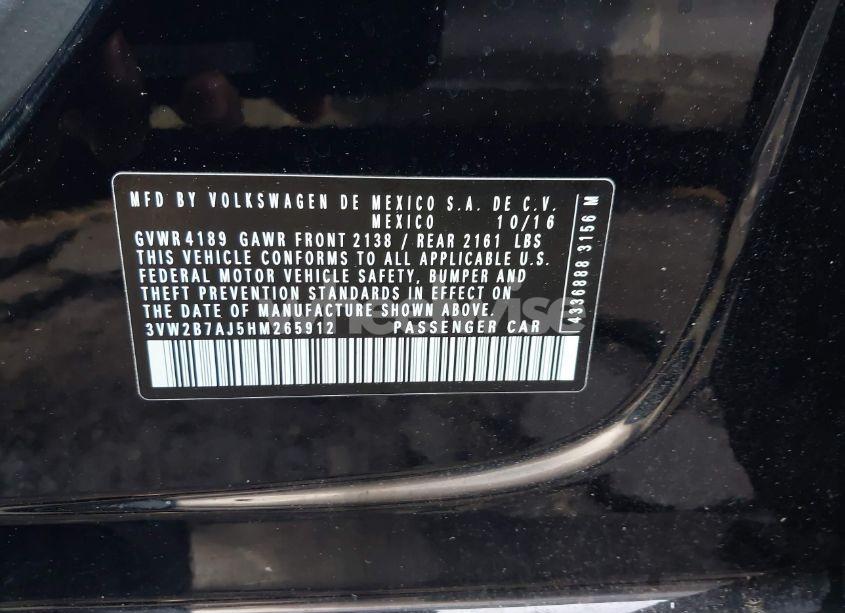 MFD BY VOLKSWAGEN DE MEXICO S.A. DE C.V.
MEXICO 10/16
GVWR 4189 GAWR FRONT 2138 / REAR 2161 LBS
THIS VEHICLE CONFORMS TO ALL APPLICABLE U.S.
FEDERAL MOTOR VEHICLE SAFETY, BUMPER AND
THEFT PREVENTION STANDARDS IN EFFECT ON
THE DATE OF MANUFACTURE SHOWN ABOVE.
3VW2B7AJ5HM265912 PASSENGER CAR
4336888 3156 M